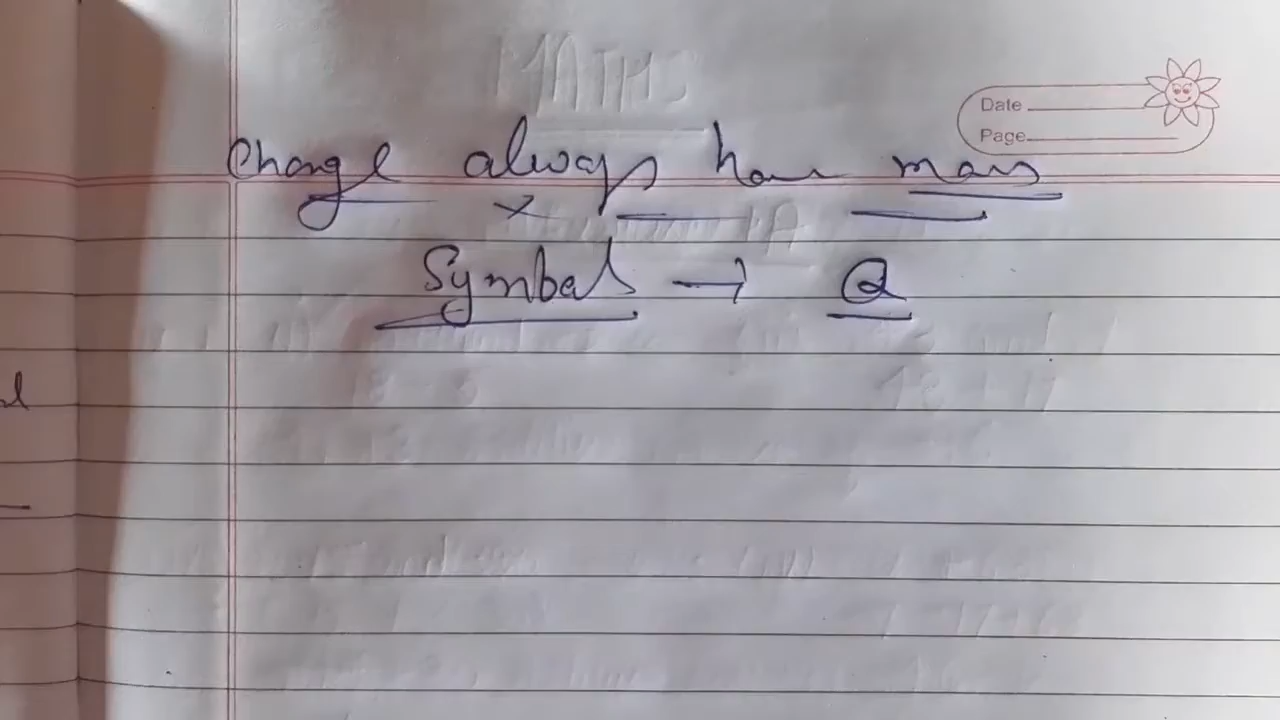 Date
Page
Charge always have mass
Symbol → Q